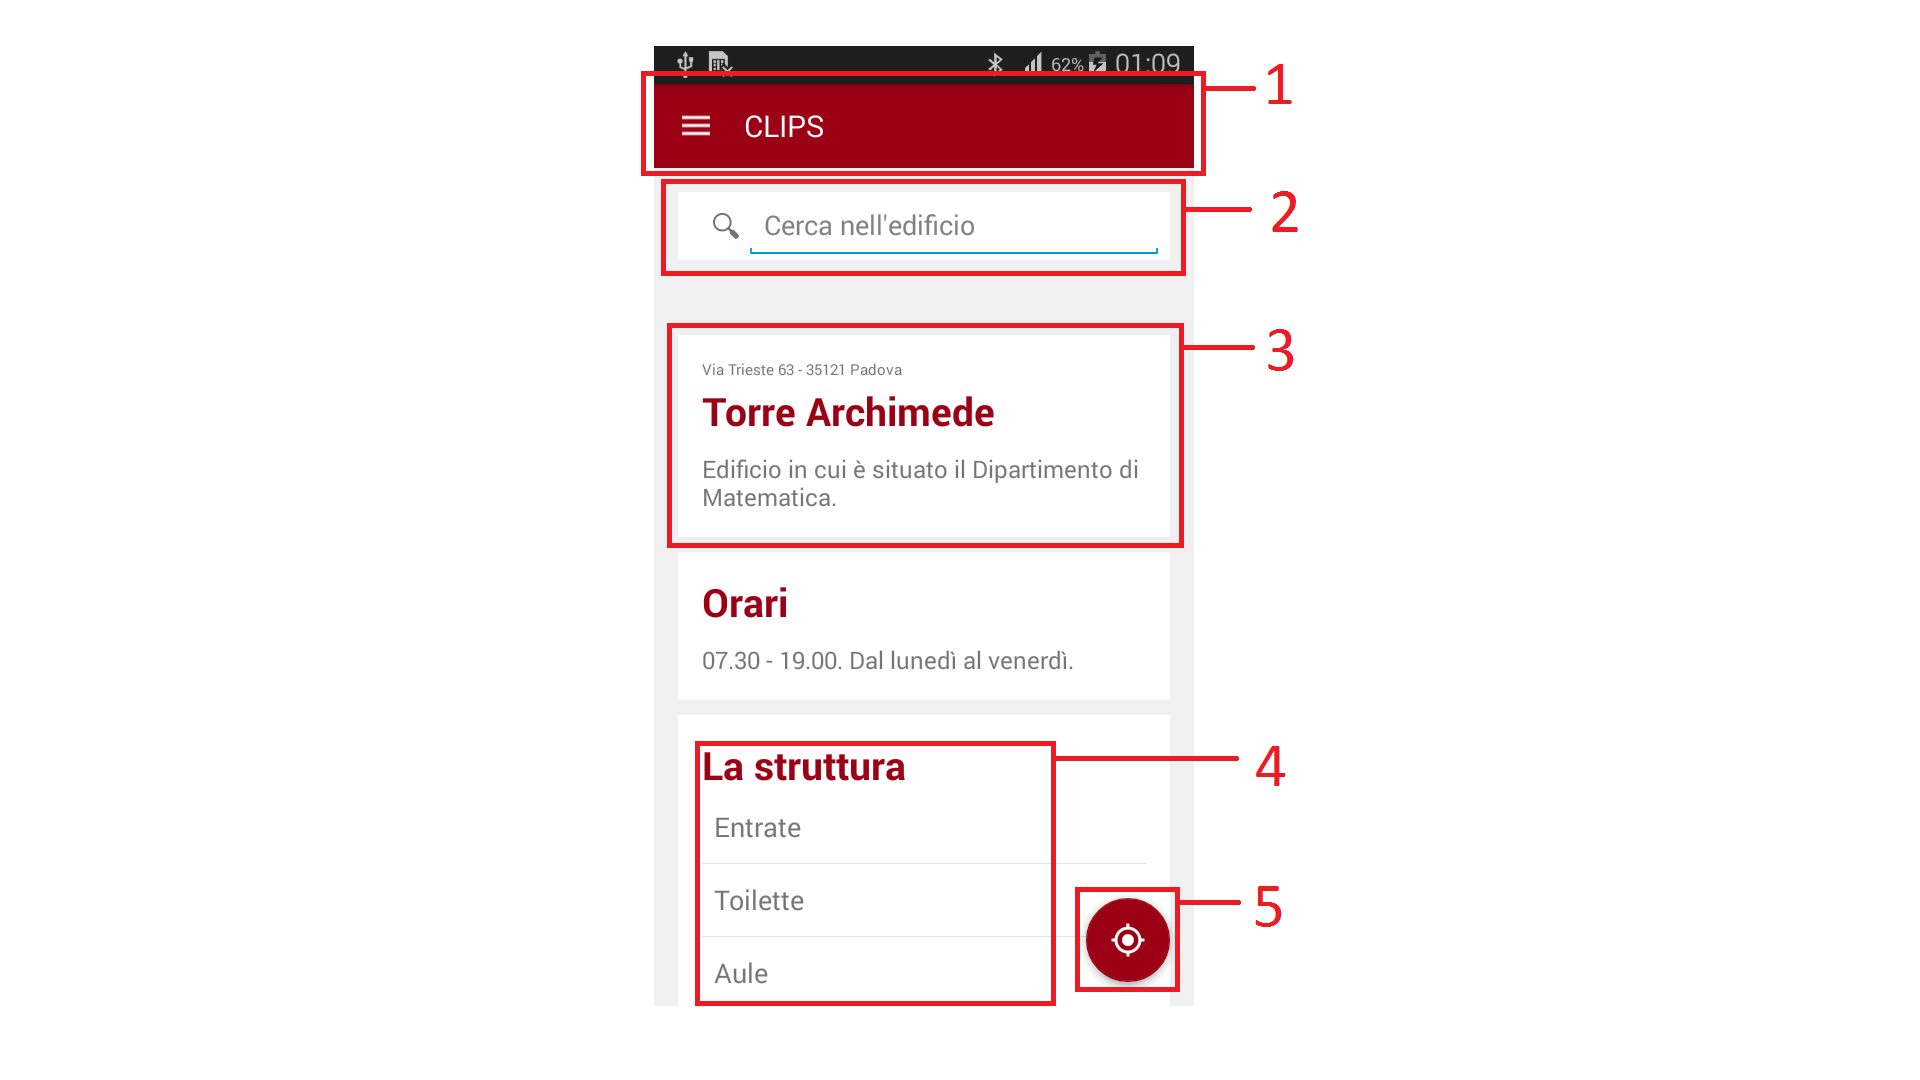 62% 01:09
1
CLIPS
2
Cerca nell'edificio
3
Via Trieste 63 - 35121 Padova
Torre Archimede
Edificio in cui è situato il Dipartimento di
Matematica.
Orari
07.30 - 19.00. Dal lunedì al venerdì.
4
La struttura
Entrate
Toilette
5
Aule